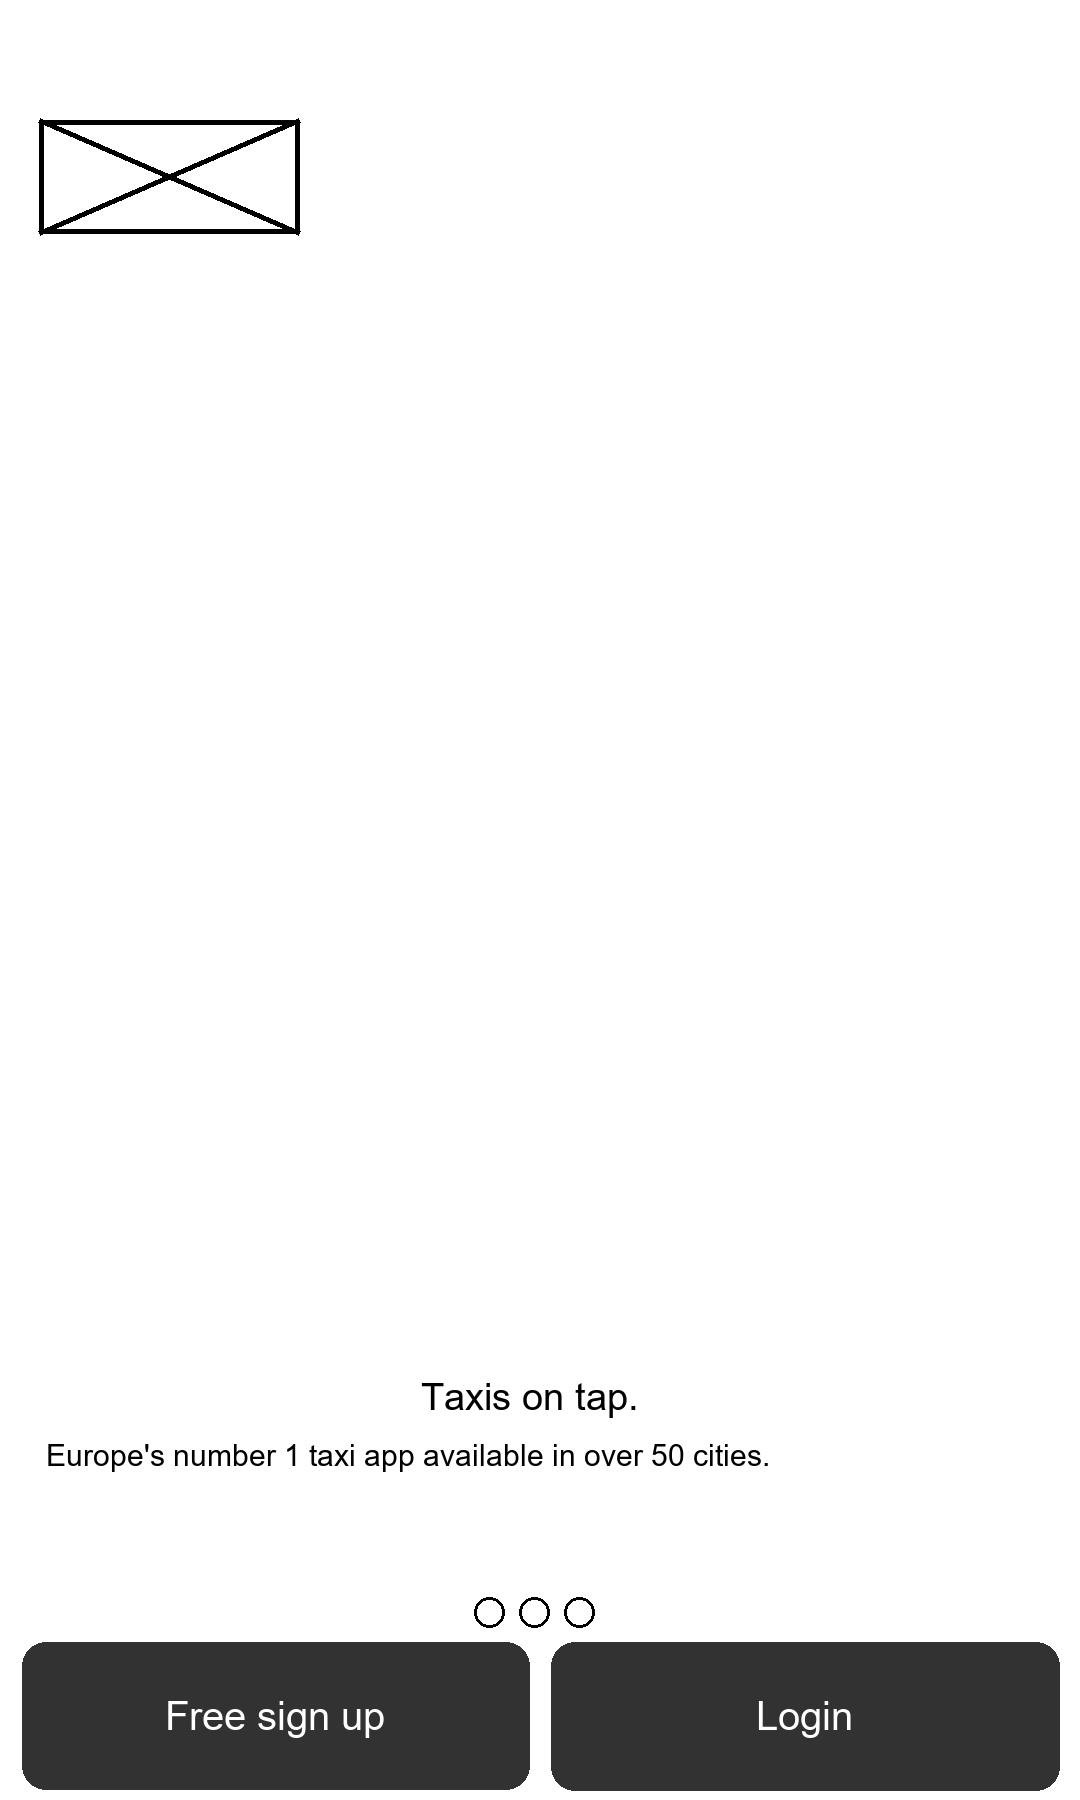 Taxis on tap.
Europe's number 1 taxi app available in over 50 cities.
Free sign up
Login